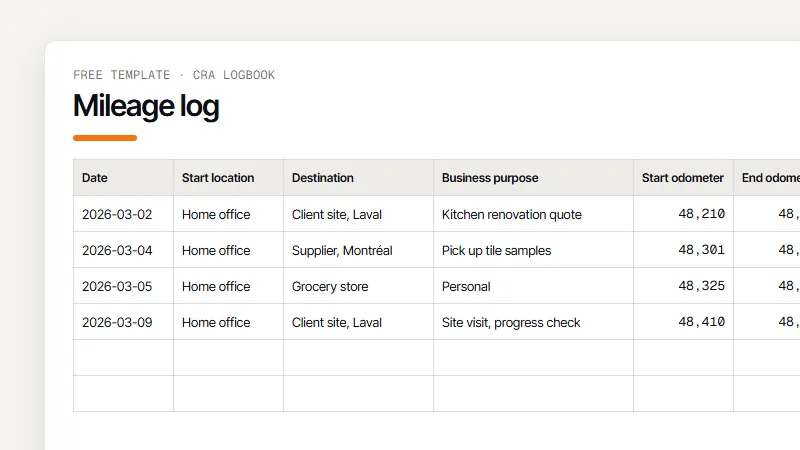 FREE TEMPLATE · CRA LOGBOOK
Mileage log
Date Start location Destination Business purpose Start odometer End
2026-03-02 Home office Client site, Laval Kitchen renovation quote 48,210
2026-03-04 Home office Supplier, Montréal Pick up tile samples 48,301
2026-03-05 Home office Grocery store Personal 48,325
2026-03-09 Home office Client site, Laval Site visit, progress check 48,410